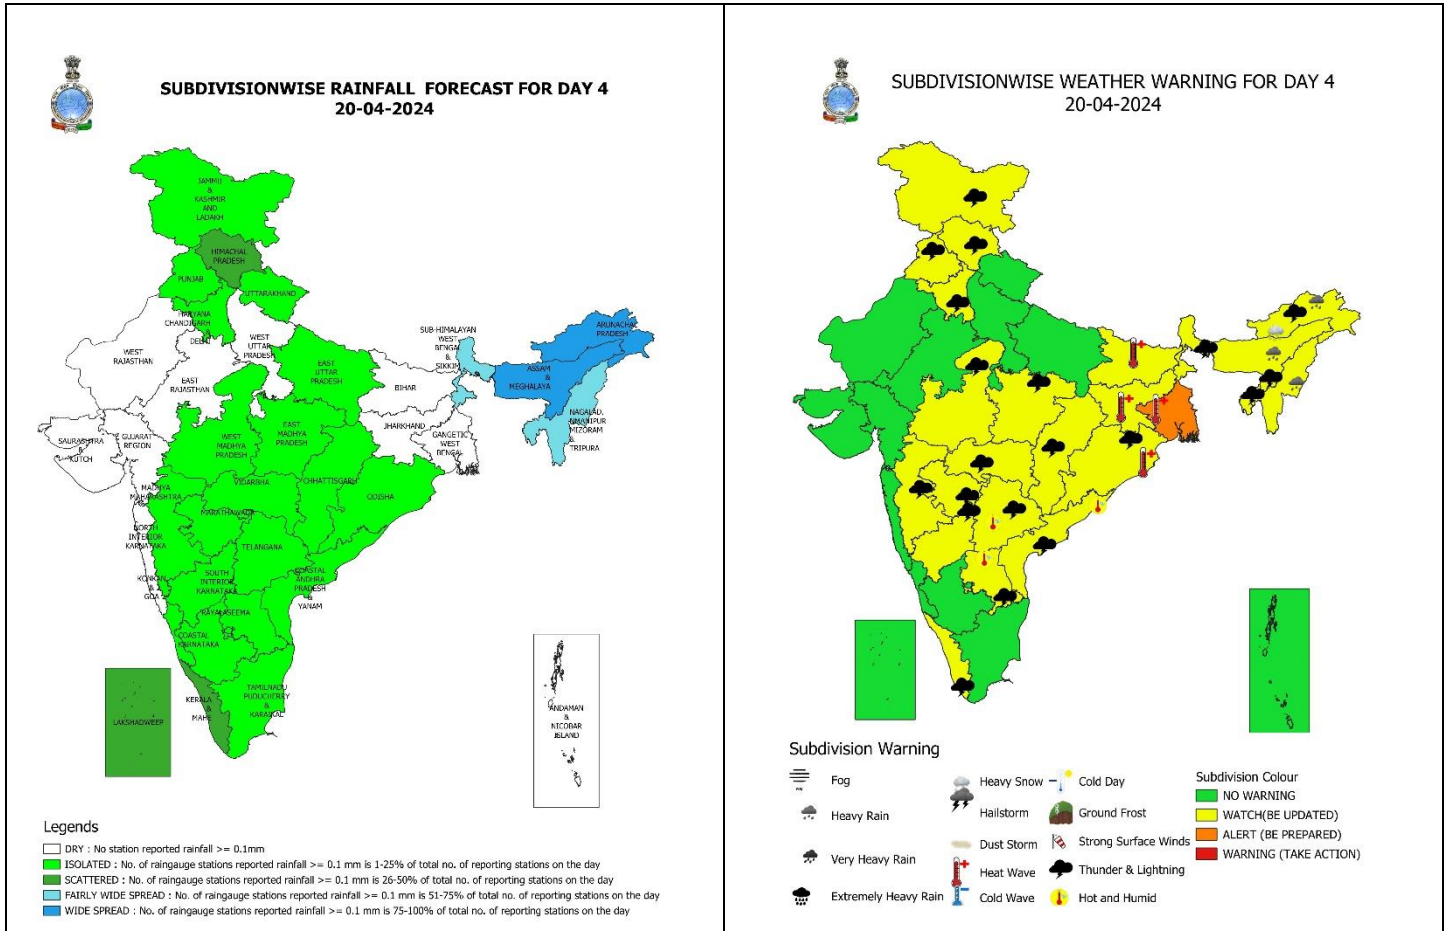 SUBDIVISIONWISE RAINFALL FORECAST FOR DAY 4
20-04-2024
JAMMU
&
KASHMIR
AND
LADAKH
HIMACHAL
PRADESH
PUNJAB
UTTARAKHAND
HARYANA
CHANDIGARH
&
DELHI
WEST
UTTAR
PRADESH
WEST
RAJASTHAN
EAST
RAJASTHAN
EAST
UTTAR
PRADESH
SUB-HIMALAYAN
WEST
BENGAL
&
SIKKIM
ARUNACHAL
PRADESH
ASSAM
&
MEGHALAYA
BIHAR
NAGALAD,
MANIPUR
MIZORAM
&
TRIPURA
JHARKHAND
GANGETIC
WEST
BENGAL
SAURASHTRA
&
KUTCH
GUJARAT
REGION
WEST
MADHYA
PRADESH
EAST
MADHYA
PRADESH
MADHYA
MAHARASHTRA
VIDARBHA
CHHATTISGARH
ODISHA
MARATHAWADA
NORTH
INTERIOR
KARNATAKA
TELANGANA
KONKAN
&
GOA
SOUTH
INTERIOR
KARNATAKA
COASTAL
ANDHRA
PRADESH
&
YANAM
RAYALASEEMA
COASTAL
KARNATAKA
KERALA
&
MAHE
TAMILNADU
PUDUCHERRY
&
KARAIKAL
LAKSHADWEEP
ANDAMAN
&
NICOBAR
ISLAND
Legends
DRY : No station reported rainfall >= 0.1mm
ISOLATED : No. of raingauge stations reported rainfall >= 0.1 mm is 1-25% of total no. of reporting stations on the day
SCATTERED : No. of raingauge stations reported rainfall >= 0.1 mm is 26-50% of total no. of reporting stations on the day
FAIRLY WIDE SPREAD : No. of raingauge stations reported rainfall >= 0.1 mm is 51-75% of total no. of reporting stations on the day
WIDE SPREAD : No. of raingauge stations reported rainfall >= 0.1 mm is 75-100% of total no. of reporting stations on the day
SUBDIVISIONWISE WEATHER WARNING FOR DAY 4
20-04-2024
Subdivision Warning
Fog
Heavy Rain
Very Heavy Rain
Extremely Heavy Rain
Heavy Snow
Hailstorm
Dust Storm
Heat Wave
Cold Wave
Cold Day
Ground Frost
Strong Surface Winds
Thunder & Lightning
Hot and Humid
Subdivision Colour
NO WARNING
WATCH(BE UPDATED)
ALERT (BE PREPARED)
WARNING (TAKE ACTION)